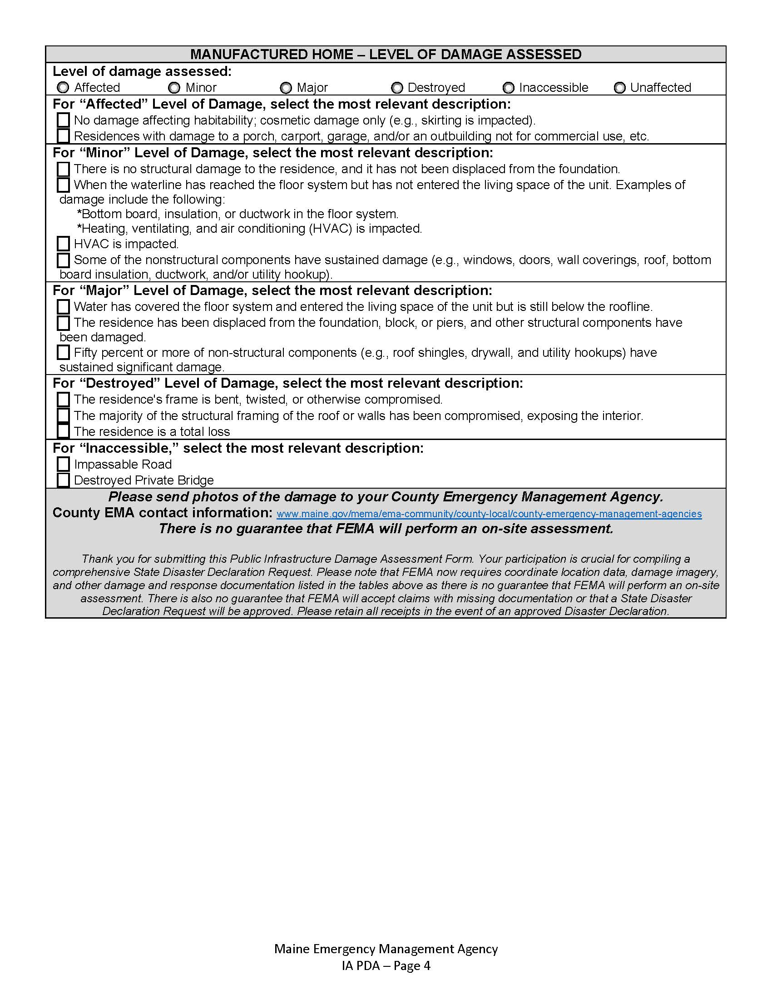 MANUFACTURED HOME – LEVEL OF DAMAGE ASSESSED
Level of damage assessed:
Affected Minor Major Destroyed Inaccessible Unaffected
For “Affected” Level of Damage, select the most relevant description:
No damage affecting habitability; cosmetic damage only (e.g., skirting is impacted).
Residences with damage to a porch, carport, garage, and/or an outbuilding not for commercial use, etc.
For “Minor” Level of Damage, select the most relevant description:
There is no structural damage to the residence, and it has not been displaced from the foundation.
When the waterline has reached the floor system but has not entered the living space of the unit. Examples of
damage include the following:
*Bottom board, insulation, or ductwork in the floor system.
*Heating, ventilating, and air conditioning (HVAC) is impacted.
HVAC is impacted.
Some of the nonstructural components have sustained damage (e.g., windows, doors, wall coverings, roof, bottom
board insulation, ductwork, and/or utility hookup).
For “Major” Level of Damage, select the most relevant description:
Water has covered the floor system and entered the living space of the unit but is still below the roofline.
The residence has been displaced from the foundation, block, or piers, and other structural components have
been damaged.
Fifty percent or more of non-structural components (e.g., roof shingles, drywall, and utility hookups) have
sustained significant damage.
For “Destroyed” Level of Damage, select the most relevant description:
The residence's frame is bent, twisted, or otherwise compromised.
The majority of the structural framing of the roof or walls has been compromised, exposing the interior.
The residence is a total loss
For “Inaccessible,” select the most relevant description:
Impassable Road
Destroyed Private Bridge
Please send photos of the damage to your County Emergency Management Agency.
County EMA contact information: www.maine.gov/mema/ema-community/county-local/county-emergency-management-agencies
There is no guarantee that FEMA will perform an on-site assessment.
Thank you for submitting this Public Infrastructure Damage Assessment Form. Your participation is crucial for compiling a
comprehensive State Disaster Declaration Request. Please note that FEMA now requires coordinate location data, damage imagery,
and other damage and response documentation listed in the tables above as there is no guarantee that FEMA will perform an on-site
assessment. There is also no guarantee that FEMA will accept claims with missing documentation or that a State Disaster
Declaration Request will be approved. Please retain all receipts in the event of an approved Disaster Declaration.
Maine Emergency Management Agency
IA PDA – Page 4